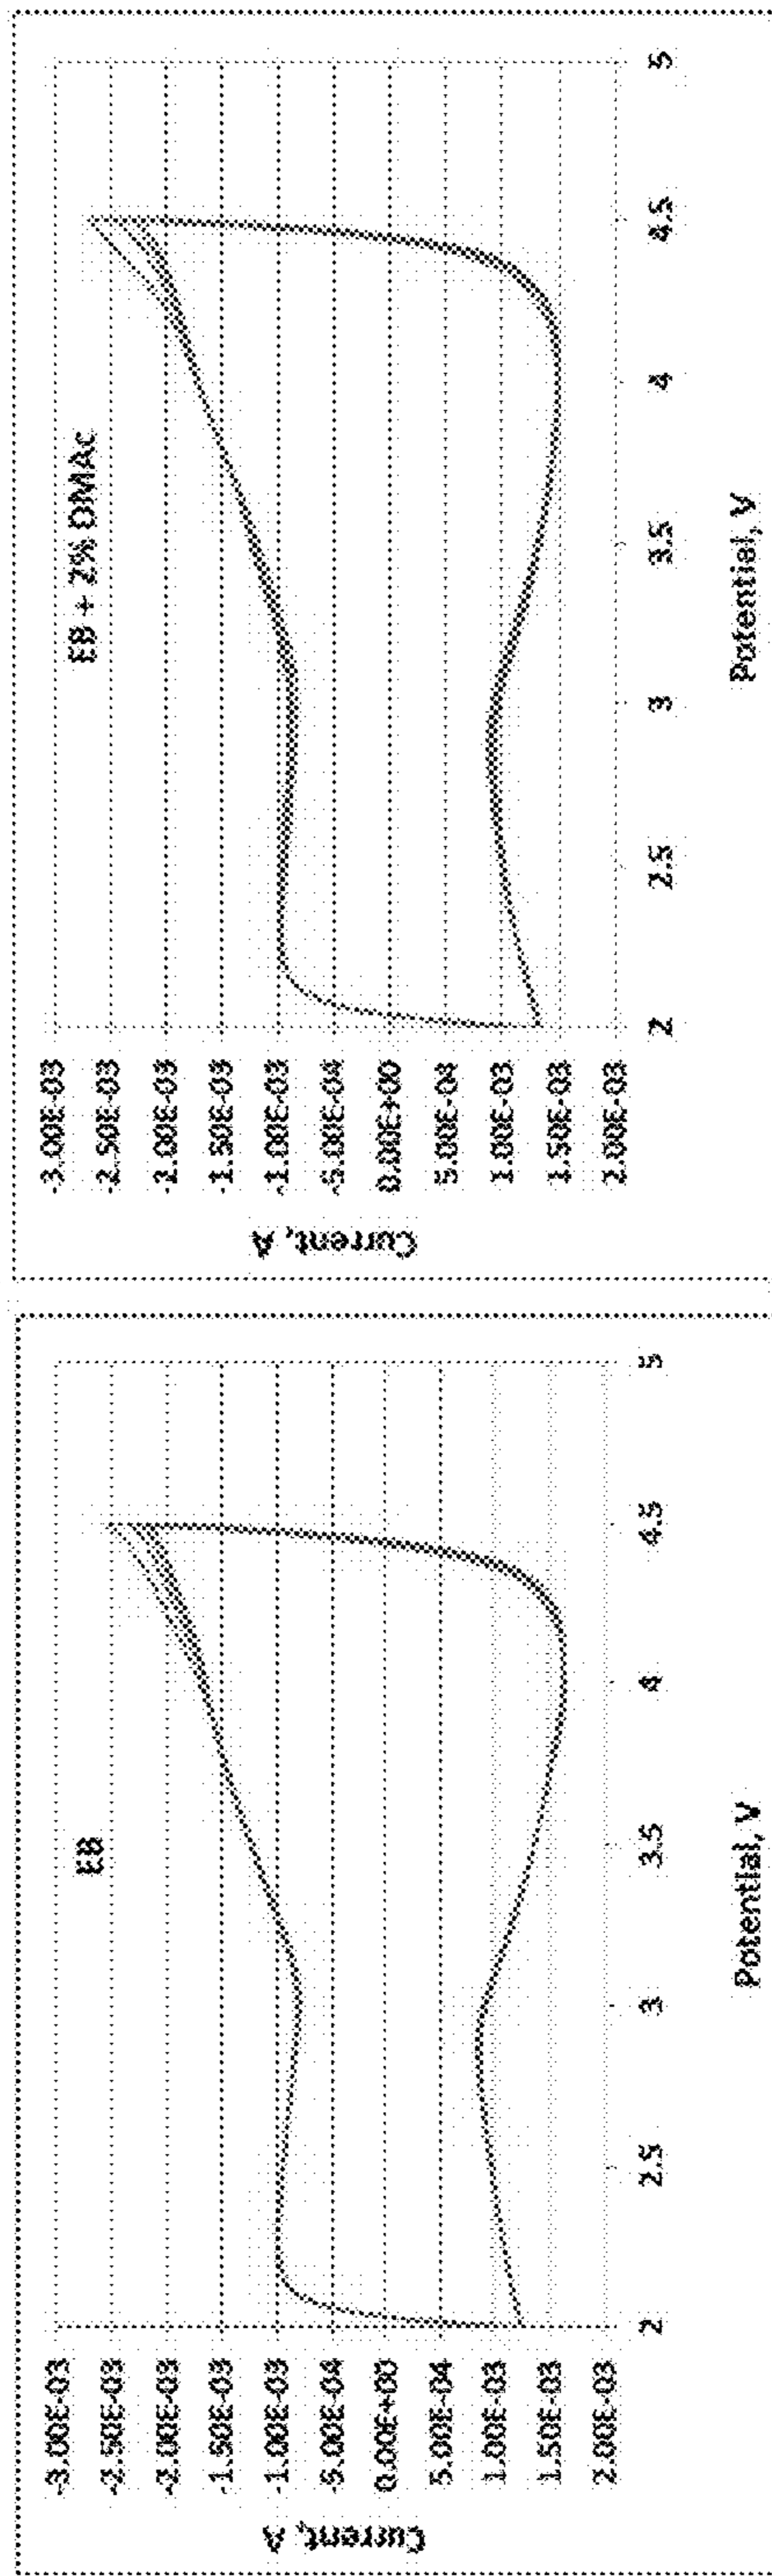 EB
Current, A
-3.00E-03
-2.50E-03
-2.00E-03
-1.50E-03
-1.00E-03
-5.00E-04
0.00E+00
5.00E-04
1.00E-03
1.50E-03
2.00E-03
2
2.5
3
3.5
4
4.5
5
Potential, V
EB + 2% DMAc
Current, A
-3.00E-03
-2.50E-03
-2.00E-03
-1.50E-03
-1.00E-03
-5.00E-04
0.00E+00
5.00E-04
1.00E-03
1.50E-03
2.00E-03
2
2.5
3
3.5
4
4.5
5
Potential, V